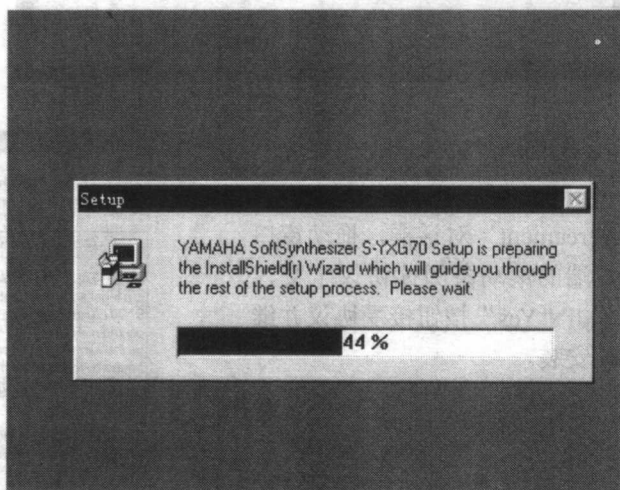 Setup
YAMAHA SoftSynthesizer S-YXG70 Setup is preparing
the InstallShield(r) Wizard which will guide you through
the rest of the setup process. Please wait.
44 %